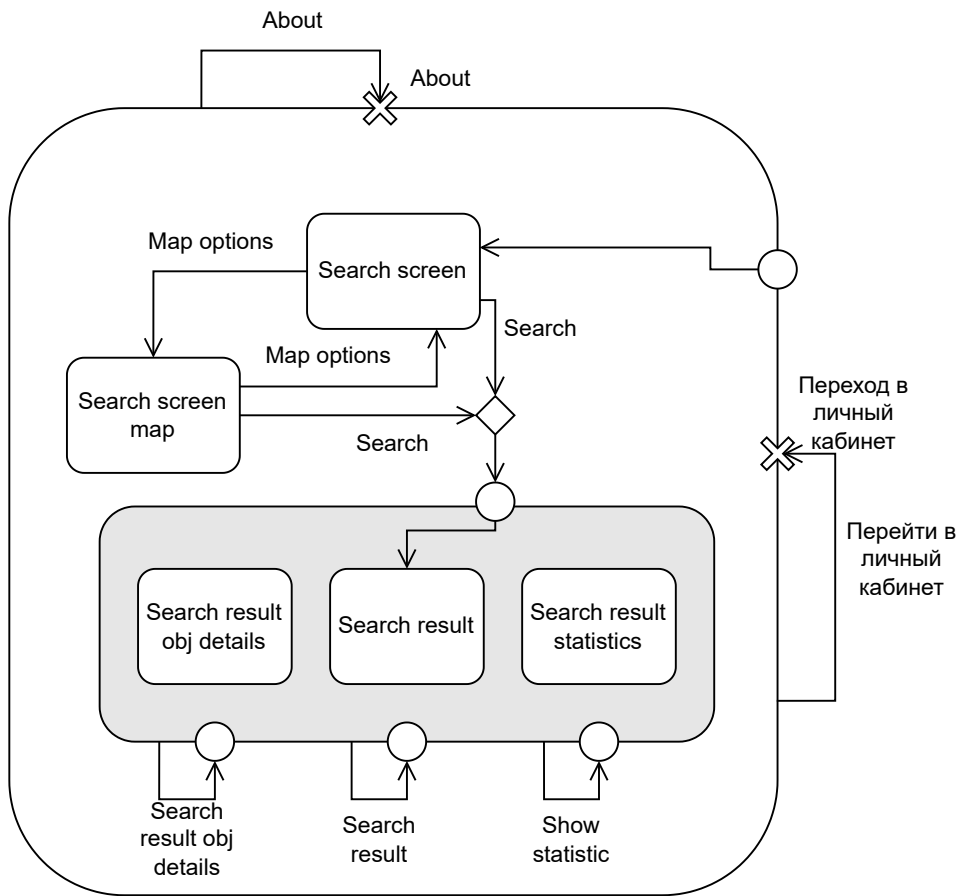 About
About
Map options
Search screen
Search
Map options
Search screen
map
Search
Переход в
личный
кабинет
Перейти в
личный
кабинет
Search result
obj details
Search result
Search result
statistics
Search
result obj
details
Search
result
Show
statistic